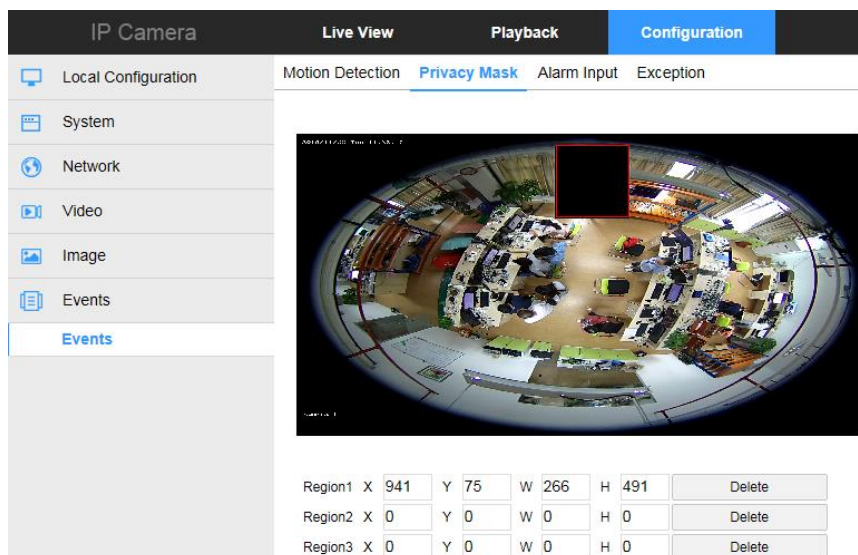 IP Camera Live View Playback Configuration
Local Configuration
System
Network
Video
Image
Events
Events
Motion Detection Privacy Mask Alarm Input Exception
Region1 X 941 Y 75 W 266 H 491 Delete
Region2 X 0 Y 0 W 0 H 0 Delete
Region3 X 0 Y 0 W 0 H 0 Delete